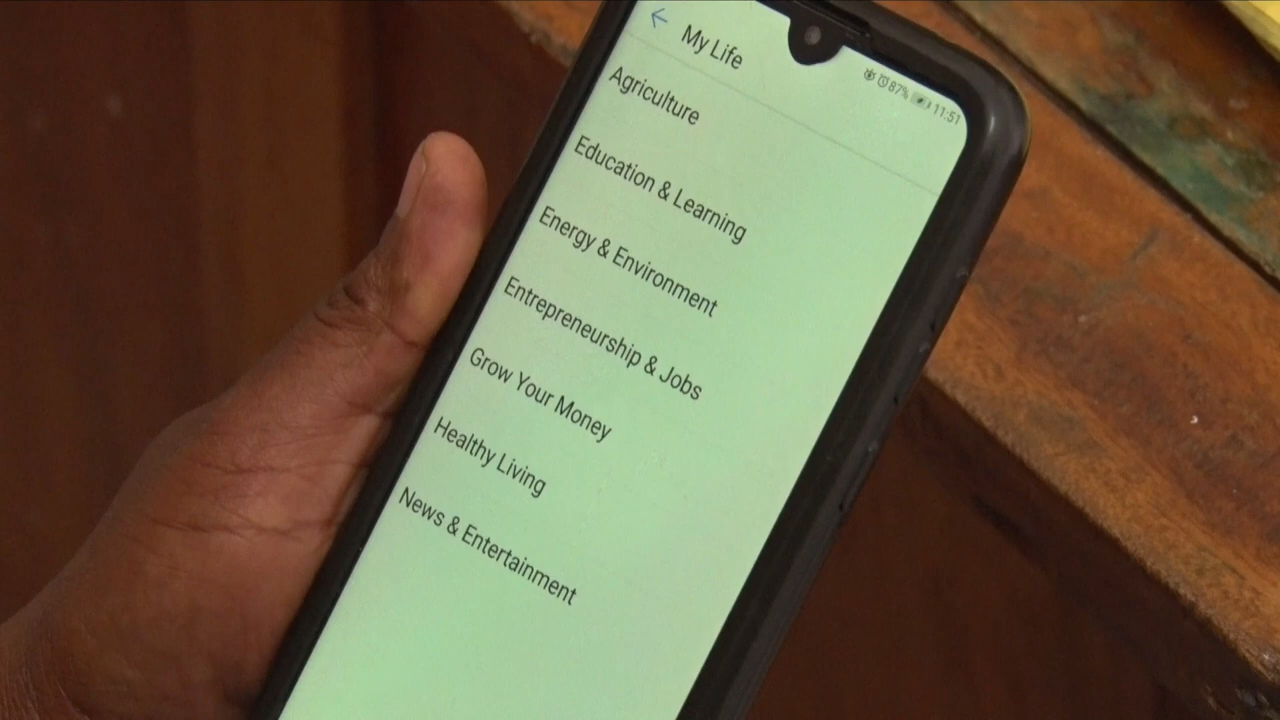 My Life
87% 11:51
Agriculture
Education & Learning
Energy & Environment
Entrepreneurship & Jobs
Grow Your Money
Healthy Living
News & Entertainment